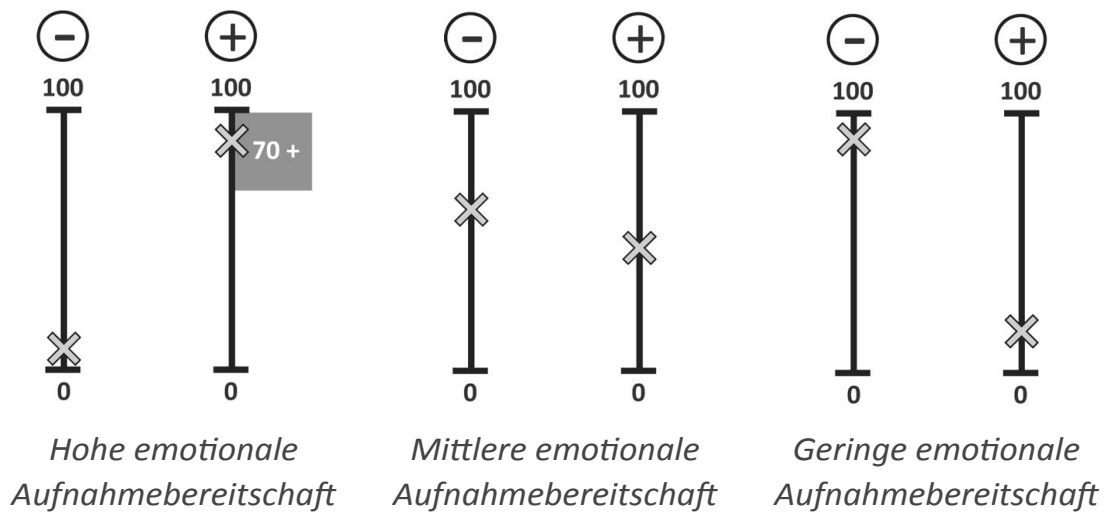 - + - + - +
100 100 100 100 100 100
70 +
0 0 0 0 0 0
Hohe emotionale
Aufnahmebereitschaft
Mittlere emotionale
Aufnahmebereitschaft
Geringe emotionale
Aufnahmebereitschaft